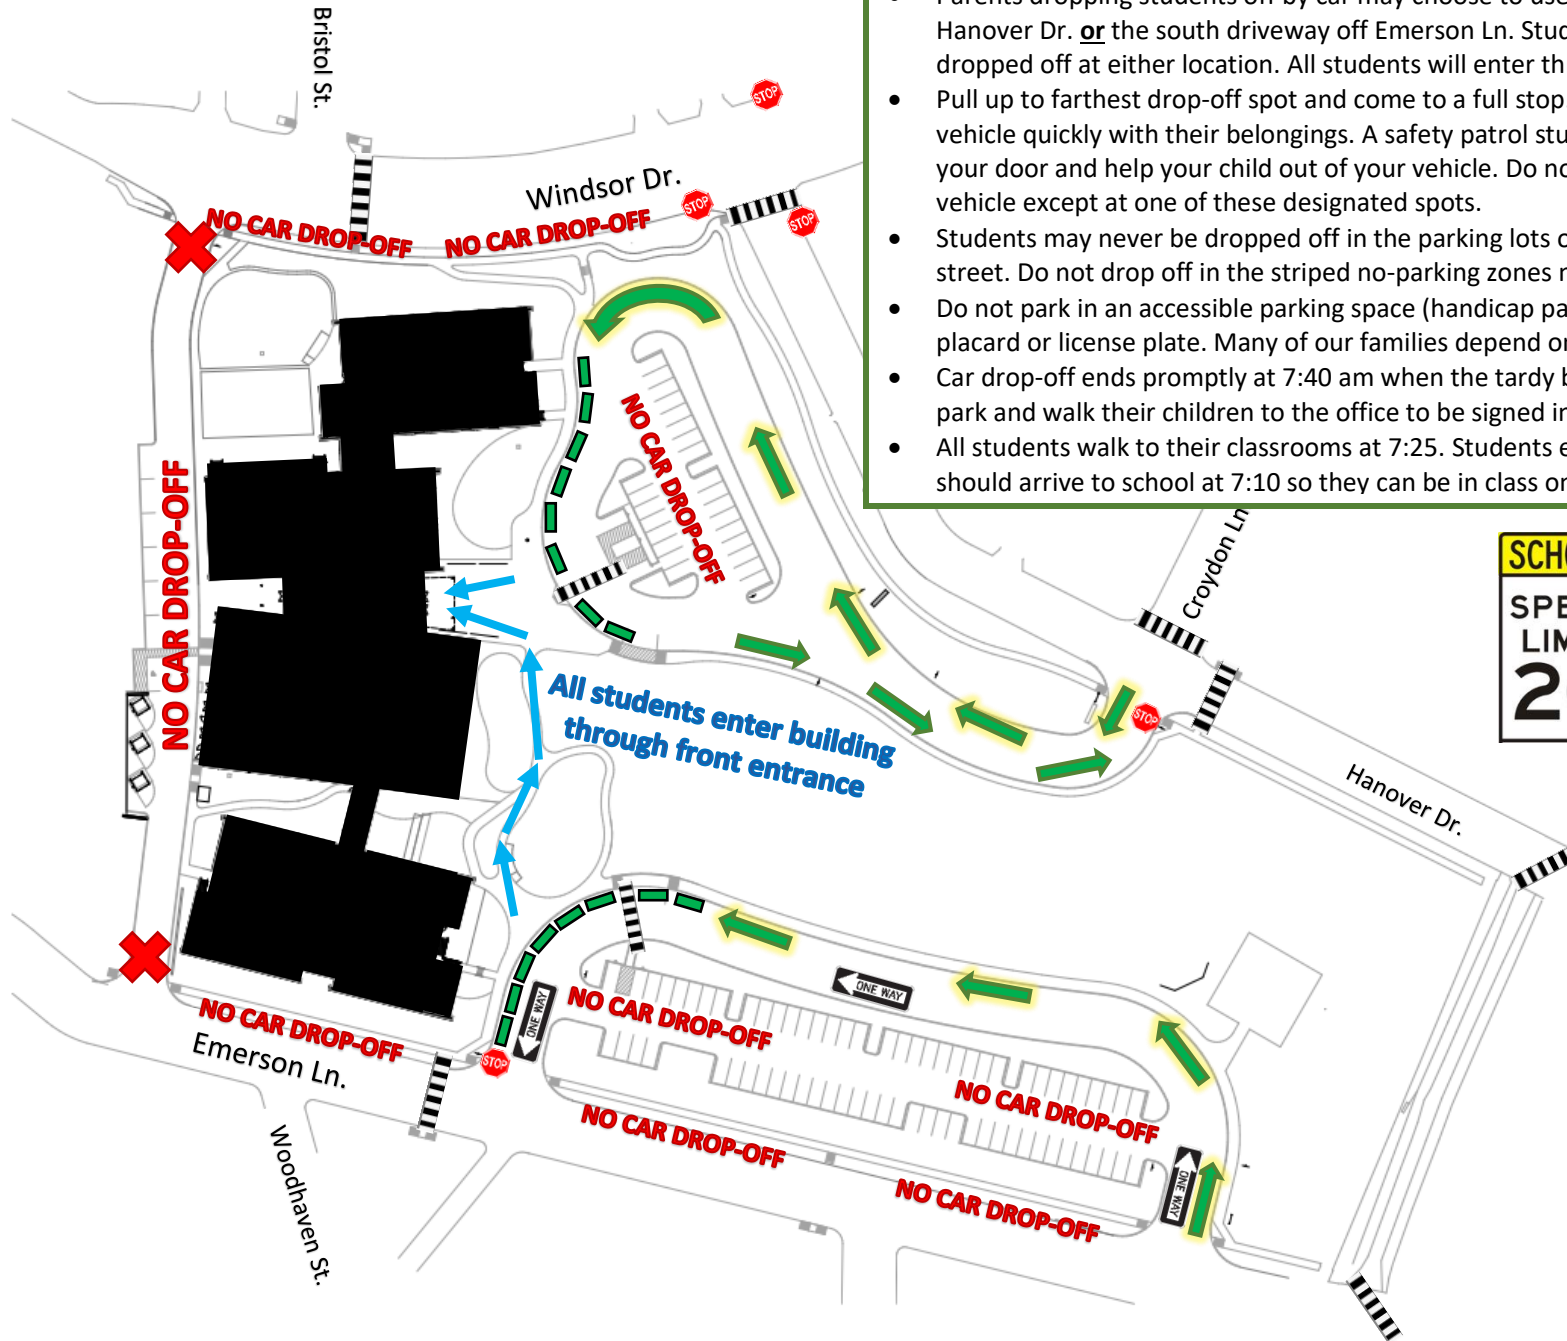 Parents dropping students off by car may choose to use
Hanover Dr. or the south driveway off Emerson Ln. Stud
dropped off at either location. All students will enter th
• Pull up to farthest drop-off spot and come to a full stop
vehicle quickly with their belongings. A safety patrol stu
your door and help your child out of your vehicle. Do no
vehicle except at one of these designated spots.
• Students may never be dropped off in the parking lots o
street. Do not drop off in the striped no-parking zones n
• Do not park in an accessible parking space (handicap pa
placard or license plate. Many of our families depend on
• Car drop-off ends promptly at 7:40 am when the tardy b
park and walk their children to the office to be signed in
• All students walk to their classrooms at 7:25. Students e
should arrive to school at 7:10 so they can be in class on
Bristol St.
STOP
Windsor Dr.
STOP
STOP
NO CAR DROP-OFF
NO CAR DROP-OFF
NO CAR DROP-OFF
NO CAR DROP-OFF
Croydon Ln
SCHO
SPE
LIM
2
All students enter building
through front entrance
STOP
Hanover Dr.
ONE WAY
NO CAR DROP-OFF
ONE WAY
NO CAR DROP-OFF
Emerson Ln.
STOP
NO CAR DROP-OFF
NO CAR DROP-OFF
NO CAR DROP-OFF
ONE WAY
Woodhaven St.